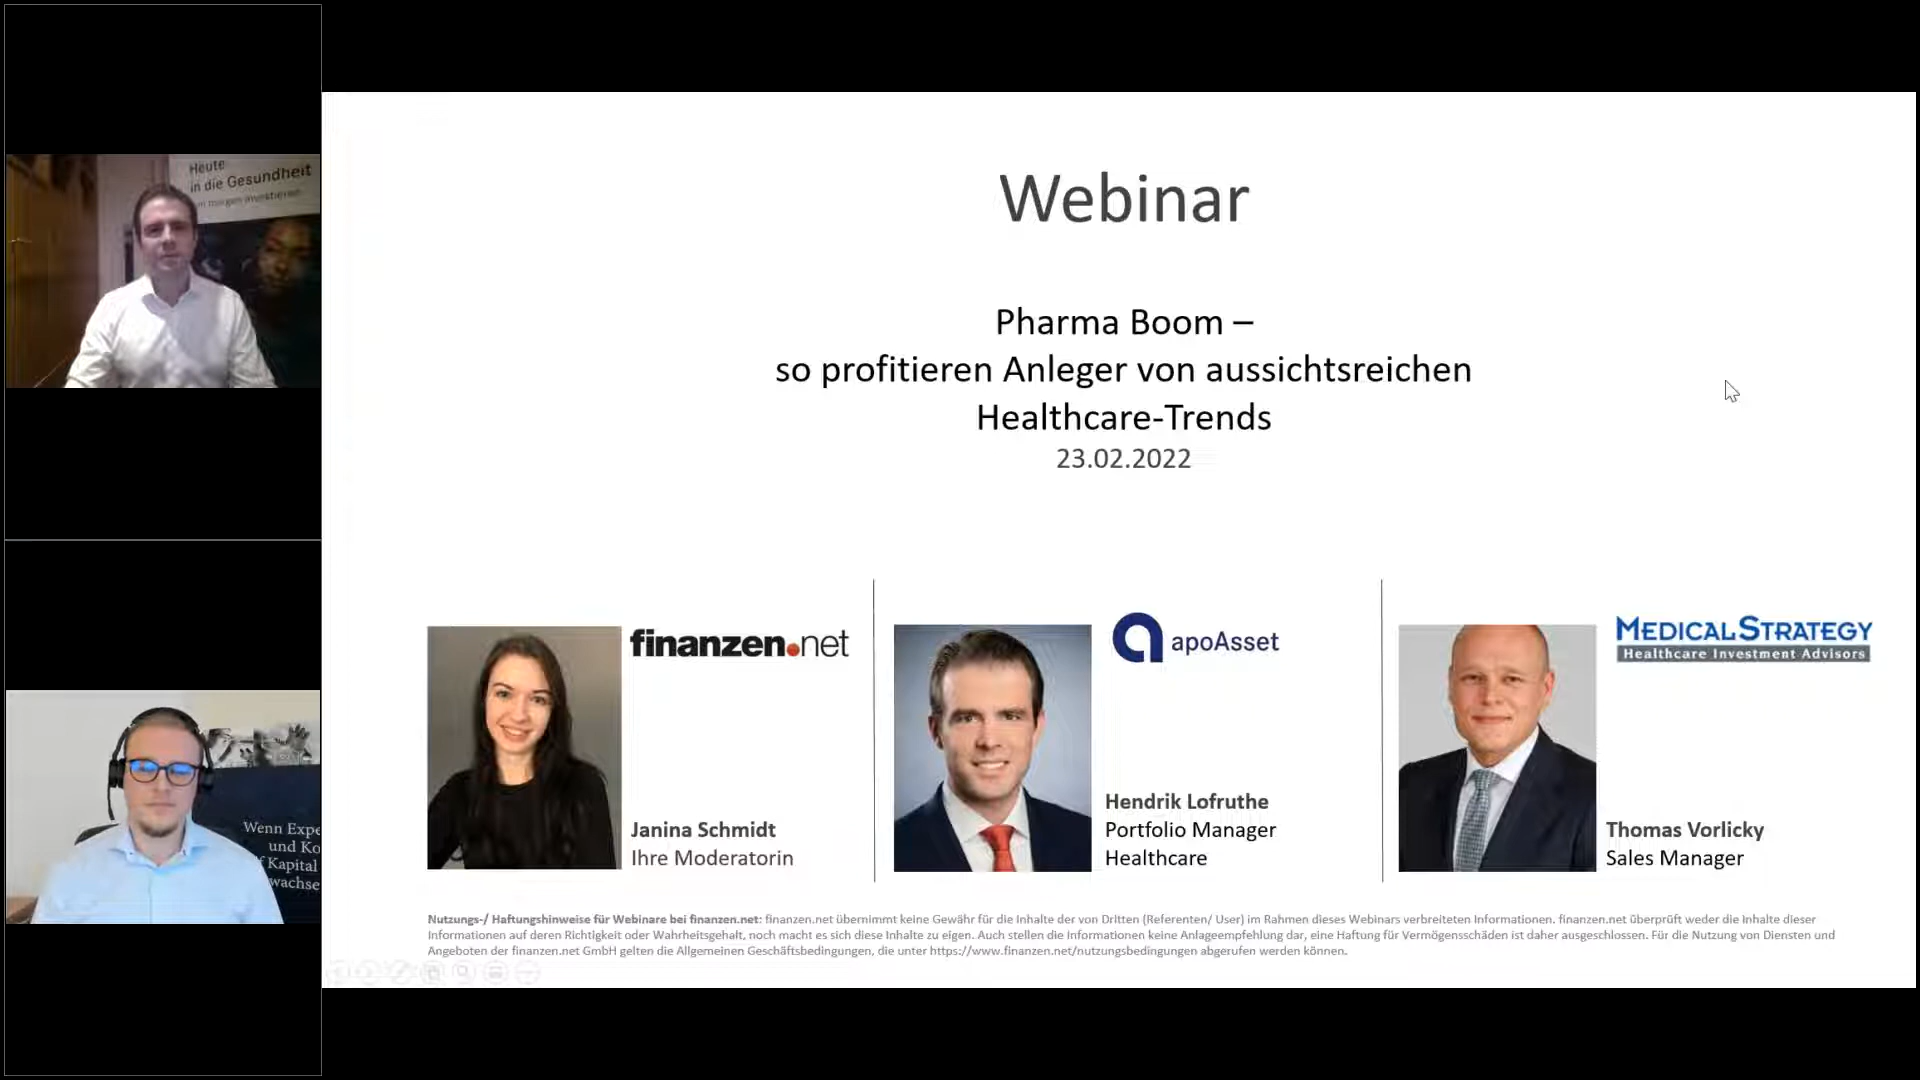 Heute
in die Gesundheit
von morgen investieren
Wenn Expe
und Ko
f Kapital
wachse
Webinar
Pharma Boom –
so profitieren Anleger von aussichtsreichen
Healthcare-Trends
23.02.2022
finanzen.net
Janina Schmidt
Ihre Moderatorin
apoAsset
Hendrik Lofruthe
Portfolio Manager
Healthcare
MEDICALSTRATEGY
Healthcare Investment Advisors
Thomas Vorlicky
Sales Manager
Nutzungs-/ Haftungshinweise für Webinare bei finanzen.net: finanzen.net übernimmt keine Gewähr für die Inhalte der von Dritten (Referenten/ User) im Rahmen dieses Webinars verbreiteten Informationen. finanzen.net überprüft weder die Inhalte dieser
Informationen auf deren Richtigkeit oder Wahrheitsgehalt, noch macht es sich diese Inhalte zu eigen. Auch stellen die Informationen keine Anlageempfehlung dar, eine Haftung für Vermögensschäden ist daher ausgeschlossen. Für die Nutzung von Diensten und
Angeboten der finanzen.net GmbH gelten die Allgemeinen Geschäftsbedingungen, die unter https://www.finanzen.net/nutzungsbedingungen abgerufen werden können.